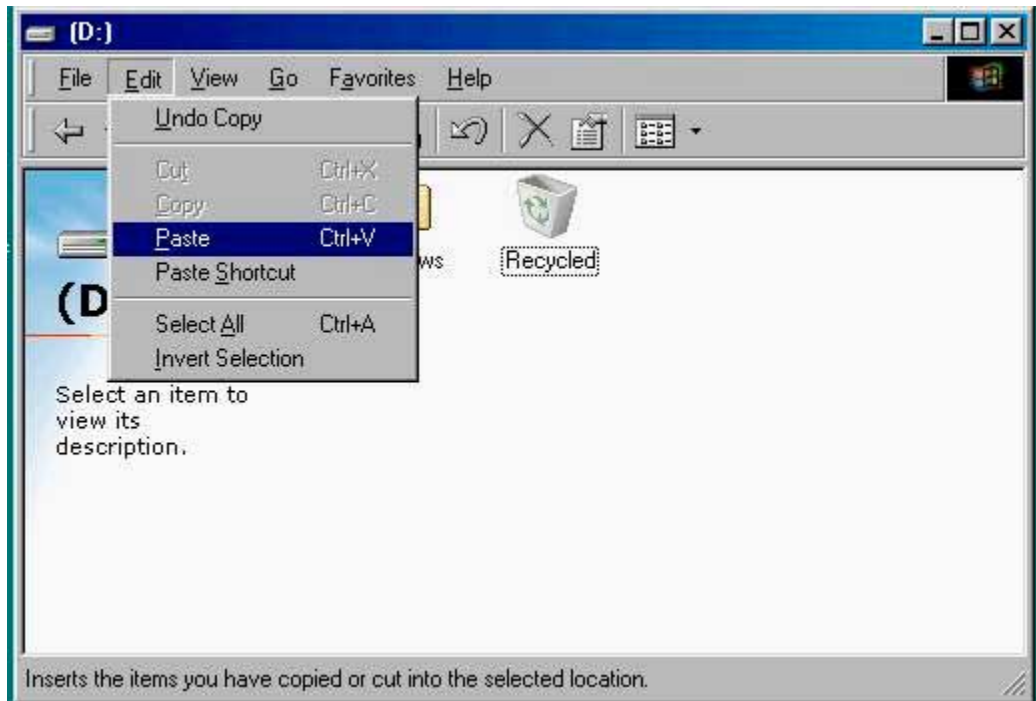 (D:)
File Edit View Go Favorites Help
Undo Copy
Cut Ctrl+X
Copy Ctrl+C
Paste Ctrl+V
Paste Shortcut
Select All Ctrl+A
Invert Selection
ws Recycled
(D
Select an item to
view its
description.
Inserts the items you have copied or cut into the selected location.